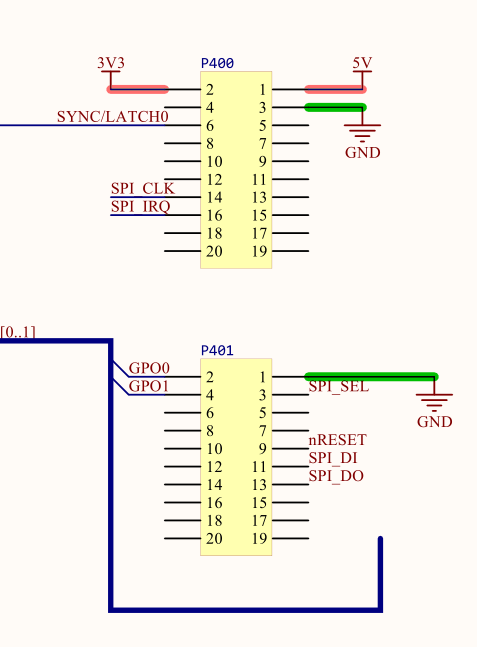 3V3 P400 5V
2 1
4 3
SYNC/LATCH0 6 5
8 7
10 9
GND
12 11
SPI_CLK 14 13
SPI_IRQ 16 15
18 17
20 19
[0..1]
P401
GPO0 2 1
SPI_SEL
GPO1 4 3
GND
6 5
8 7
nRESET
10 9
SPI_DI
12 11
SPI_DO
14 13
16 15
18 17
20 19